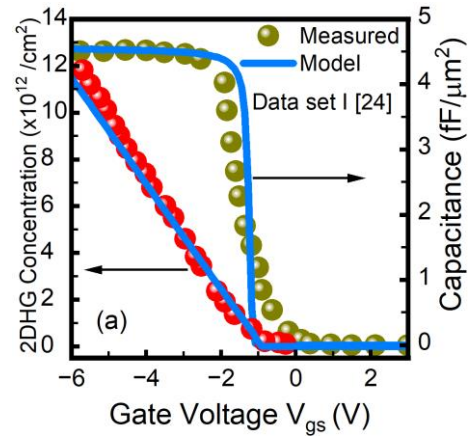 2DHG Concentration (x10¹² /cm²)
14
12
10
8
6
4
2
0
Measured
Model
Data set I [24]
(a)
5
4
3
2
1
0
Capacitance (fF/μm²)
−6 −4 −2 0 2
Gate Voltage Vgs (V)